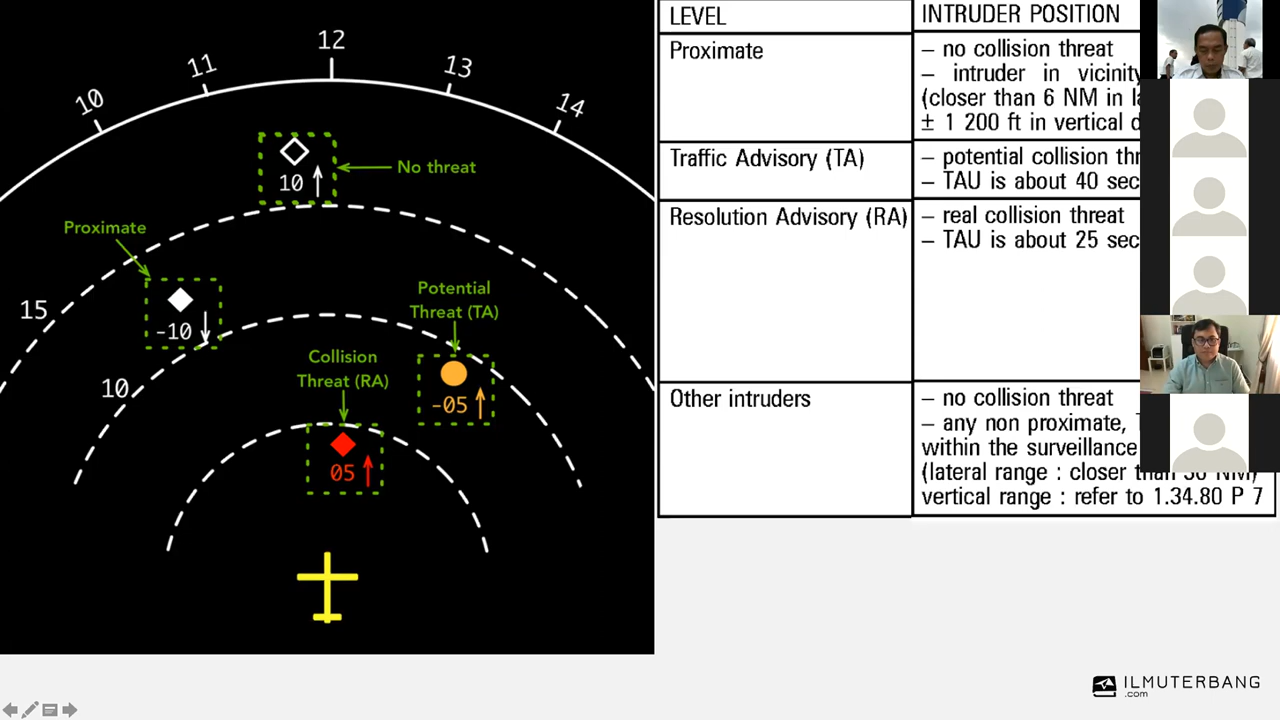 12
11
13
10
14
10
No threat
Proximate
15
-10
Potential
Threat (TA)
10
-05
Collision
Threat (RA)
05
LEVEL
INTRUDER POSITION
Proximate
– no collision threat
– intruder in vicinity
(closer than 6 NM in
± 1 200 ft in vertical
Traffic Advisory (TA)
– potential collision
– TAU is about 40 sec
Resolution Advisory (RA)
– real collision threat
– TAU is about 25 sec
Other intruders
– no collision threat
– any non proximate,
within the surveillance
(lateral range : closer than 30 NM)
vertical range : refer to 1.34.80 P 7
ILMUTERBANG
.com